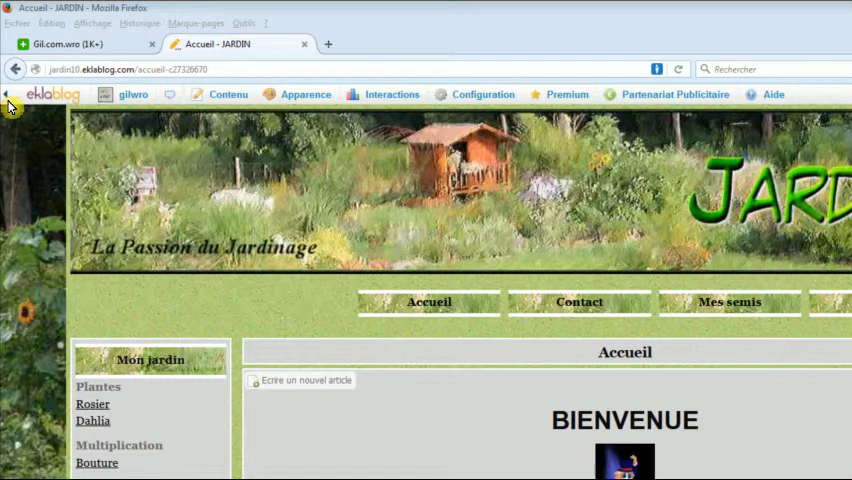 Accueil - JARDIN - Mozilla Firefox
Fichier Édition Affichage Historique Marque-pages Outils ?
Gil.com.wro (1K+) × Accueil - JARDIN × +
jardin10.eklablog.com/accueil-c27326670 Rechercher
eklablog gilwro Contenu Apparence Interactions Configuration Premium Partenariat Publicitaire Aide
JARD
La Passion du Jardinage
Accueil Contact Mes semis
Mon jardin
Accueil
Plantes
Ecrire un nouvel article
Rosier
Dahlia
BIENVENUE
Multiplication
Bouture